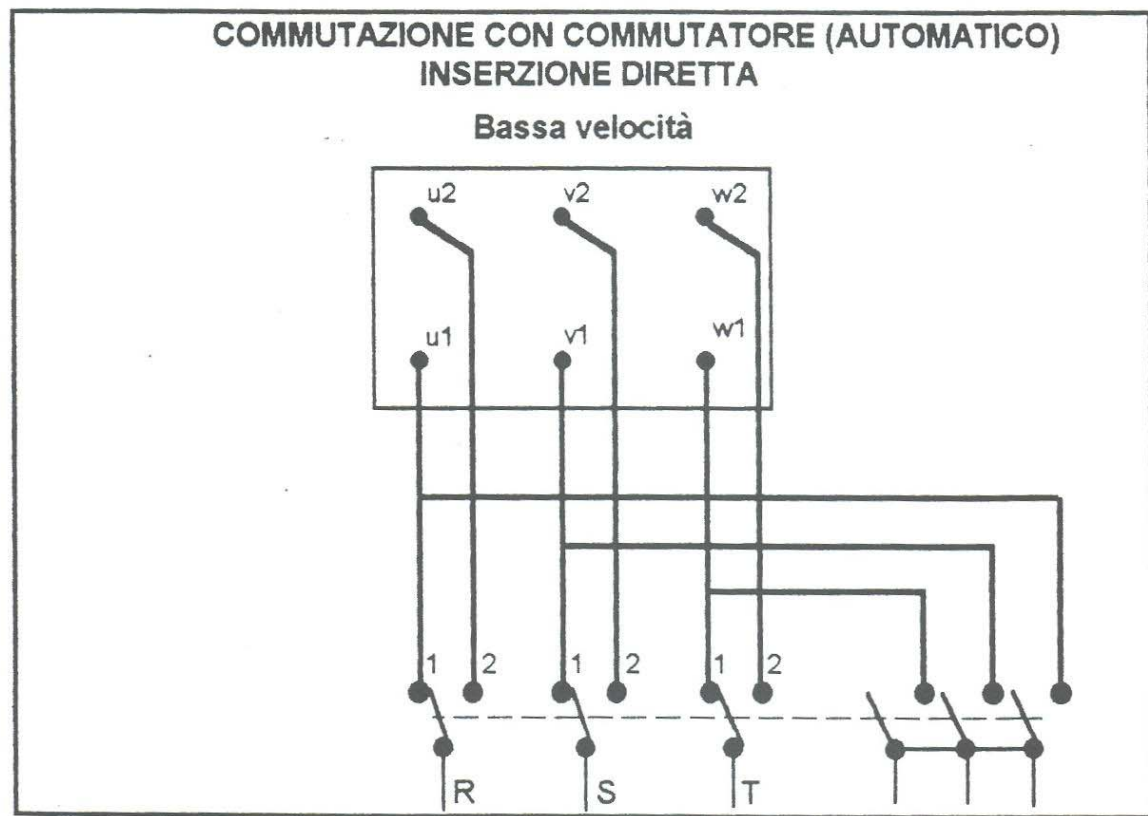 COMMUTAZIONE CON COMMUTATORE (AUTOMATICO)
INSERZIONE DIRETTA
Bassa velocità
u2 v2 w2
u1 v1 w1
1 2 1 2 1 2
R S T